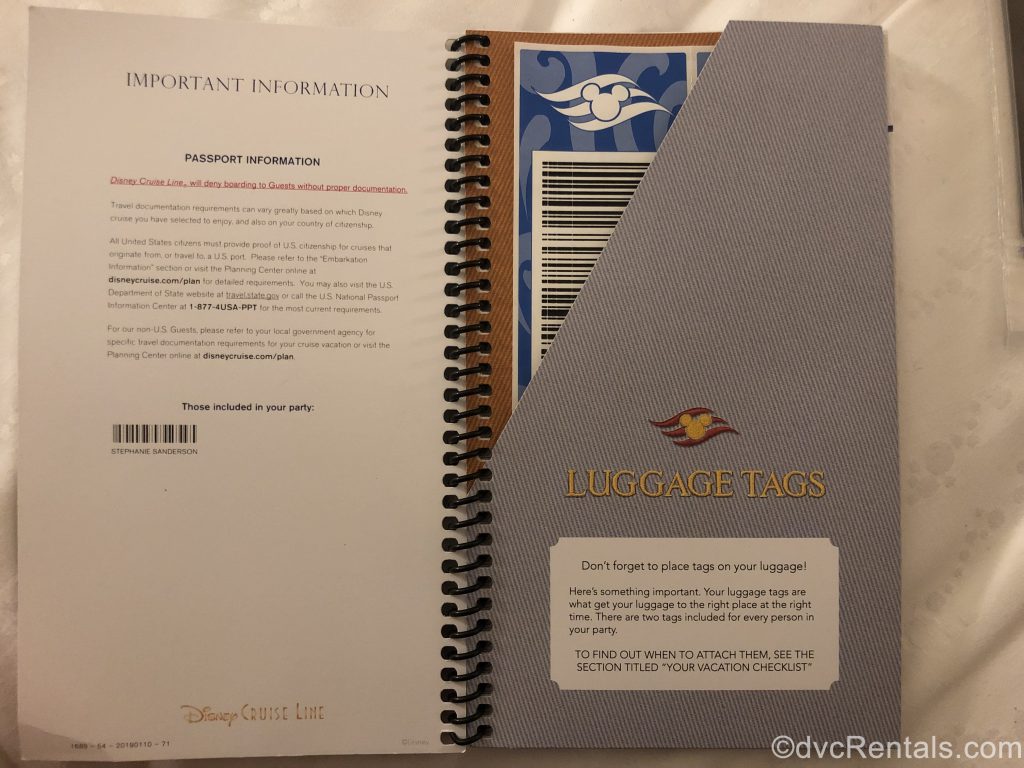 IMPORTANT INFORMATION
PASSPORT INFORMATION
Disney Cruise Line® will deny boarding to Guests without proper documentation.
Travel documentation requirements can vary greatly based on which Disney
cruise you have selected to enjoy, and also on your country of citizenship.
All United States citizens must provide proof of U.S. citizenship for cruises that
originate from, or travel to, a U.S. port. Please refer to the "Embarkation
Information" section or visit the Planning Center online at
disneycruise.com/plan for detailed requirements. You may also visit the U.S.
Department of State website at travel.state.gov or call the U.S. National Passport
Information Center at 1-877-4USA-PPT for the most current requirements.
For our non-U.S. Guests, please refer to your local government agency for
specific travel documentation requirements for your cruise vacation or visit the
Planning Center online at disneycruise.com/plan.
Those included in your party:
STEPHANIE SANDERSON
Disney CRUISE LINE
1689 - 54 - 20190110 - 71
©Disney
LUGGAGE TAGS
Don't forget to place tags on your luggage!
Here's something important. Your luggage tags are
what get your luggage to the right place at the right
time. There are two tags included for every person in
your party.
TO FIND OUT WHEN TO ATTACH THEM, SEE THE
SECTION TITLED "YOUR VACATION CHECKLIST"
©dvcRentals.com